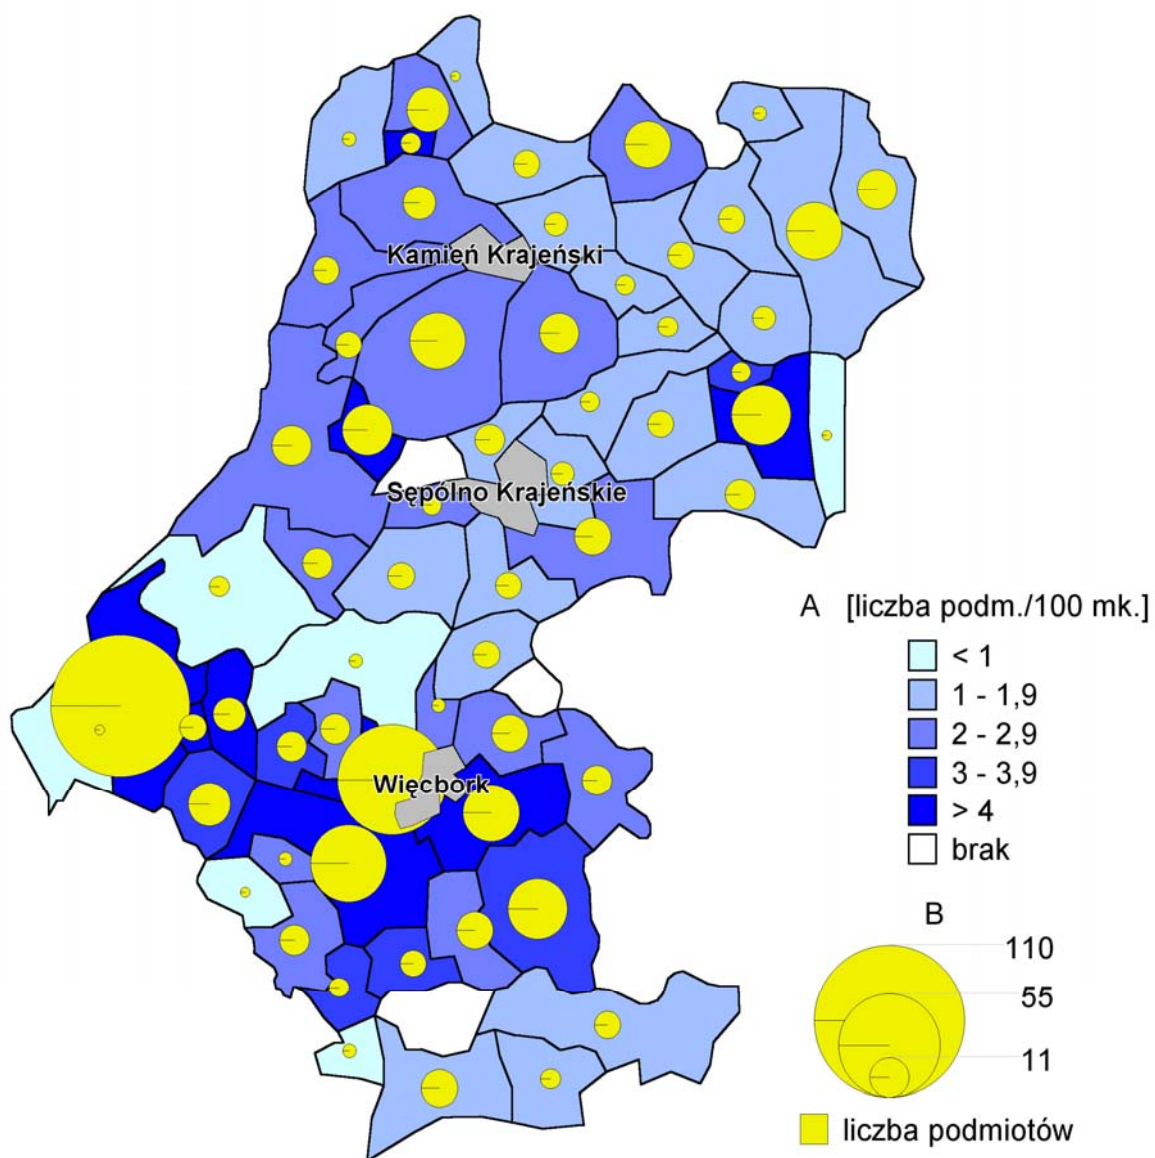 Kamień Krajeński
Sępólno Krajeńskie
Więcbork
A [liczba podm./100 mk.]
< 1
1 - 1,9
2 - 2,9
3 - 3,9
> 4
brak
B
110
55
11
liczba podmiotów